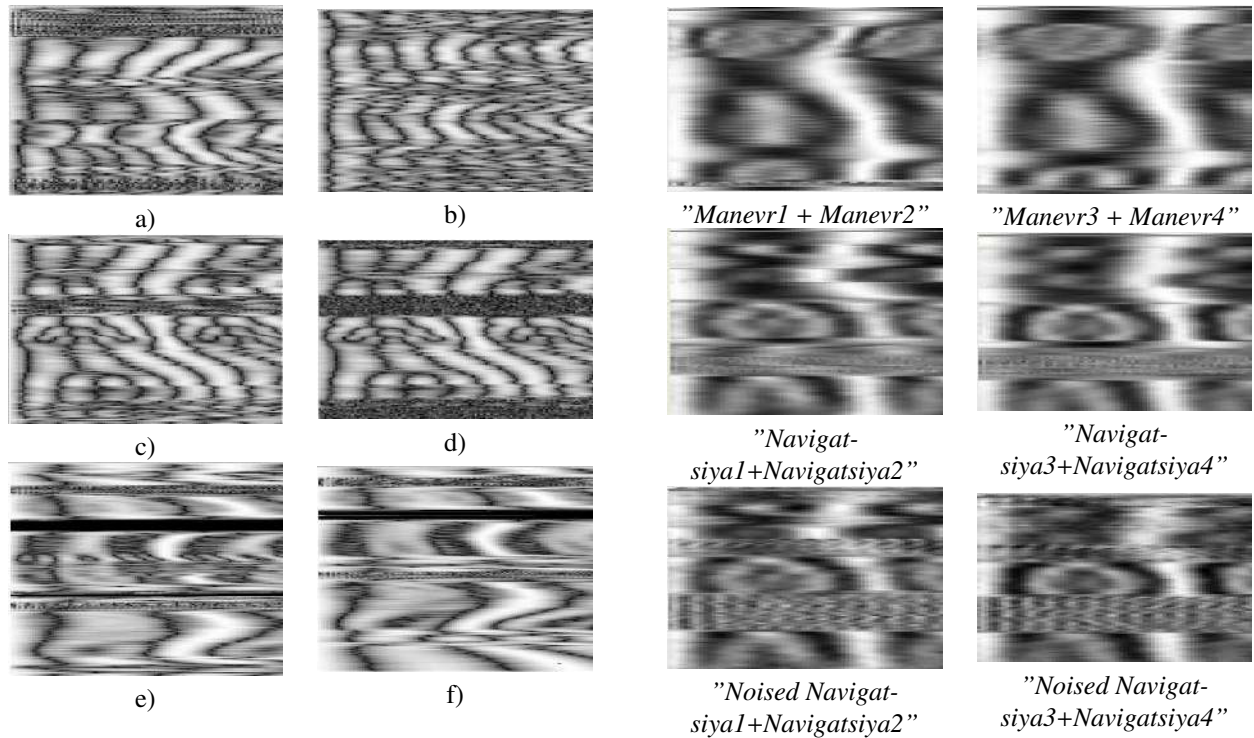 a)
b)
"Manevr1 + Manevr2"
"Manevr3 + Manevr4"
c)
d)
"Navigat-
siya1+Navigatsiya2"
"Navigat-
siya3+Navigatsiya4"
e)
f)
"Noised Navigat-
siya1+Navigatsiya2"
"Noised Navigat-
siya3+Navigatsiya4"